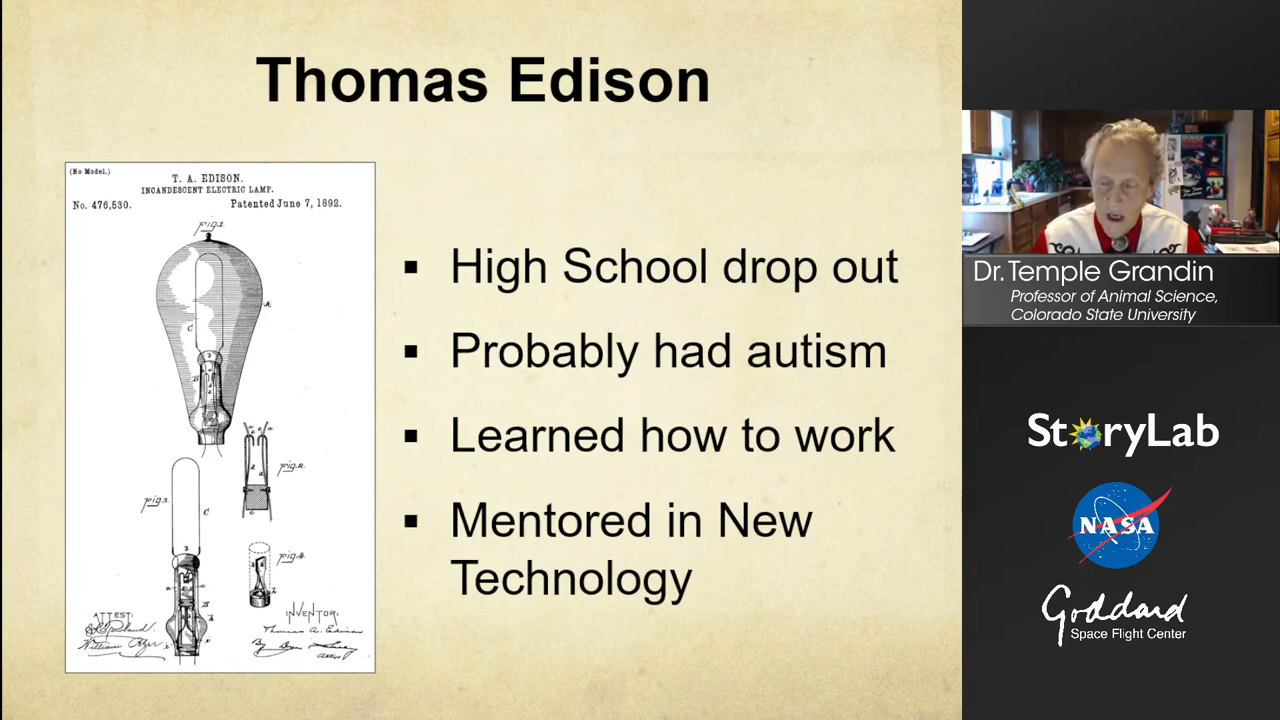 Thomas Edison
(No Model.)
T. A. EDISON.
INCANDESCENT ELECTRIC LAMP.
No. 476,530.
Patented June 7, 1892.
Fig.1.
Fig.2.
Fig.3.
Fig.4.
ATTEST:
INVENTOR:
Thomas A. Edison
▪ High School drop out
▪ Probably had autism
▪ Learned how to work
▪ Mentored in New
Technology
Dr. Temple Grandin
Professor of Animal Science,
Colorado State University
StoryLab
NASA
Goddard
Space Flight Center